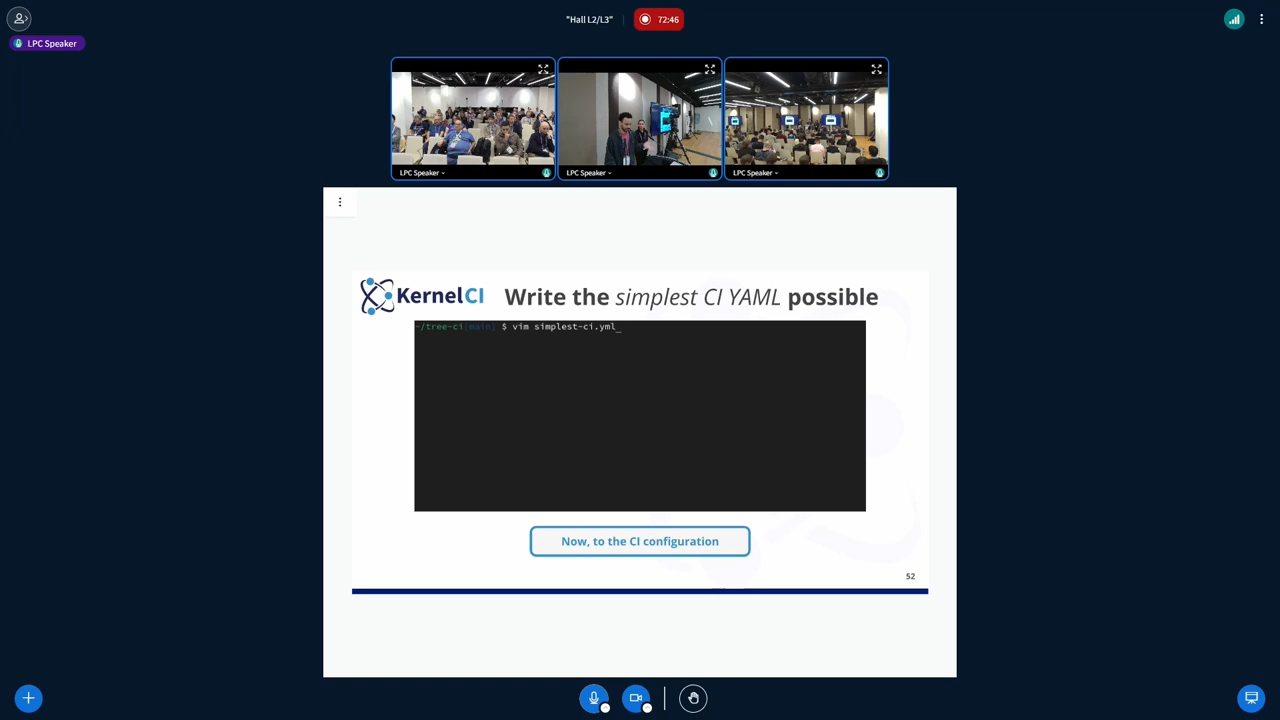 "Hall L2/L3"
72:46
LPC Speaker
LPC Speaker
LPC Speaker
LPC Speaker
KernelCI
Write the simplest CI YAML possible
~/tree-ci[main] $ vim simplest-ci.yml_
Now, to the CI configuration
52